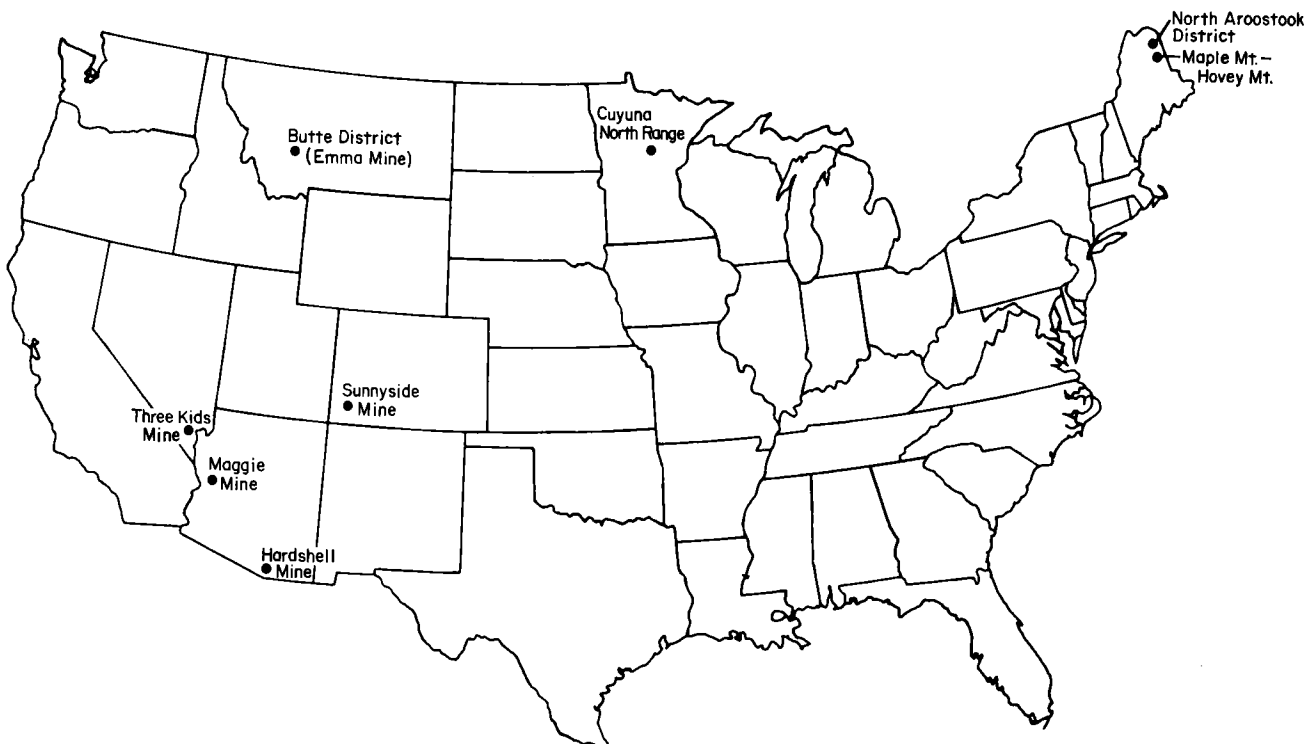 North Aroostook
District
Maple Mt.–
Hovey Mt.
Cuyuna
North Range
Butte District
(Emma Mine)
Sunnyside
Mine
Three Kids
Mine
Maggie
Mine
Hardshell
Mine